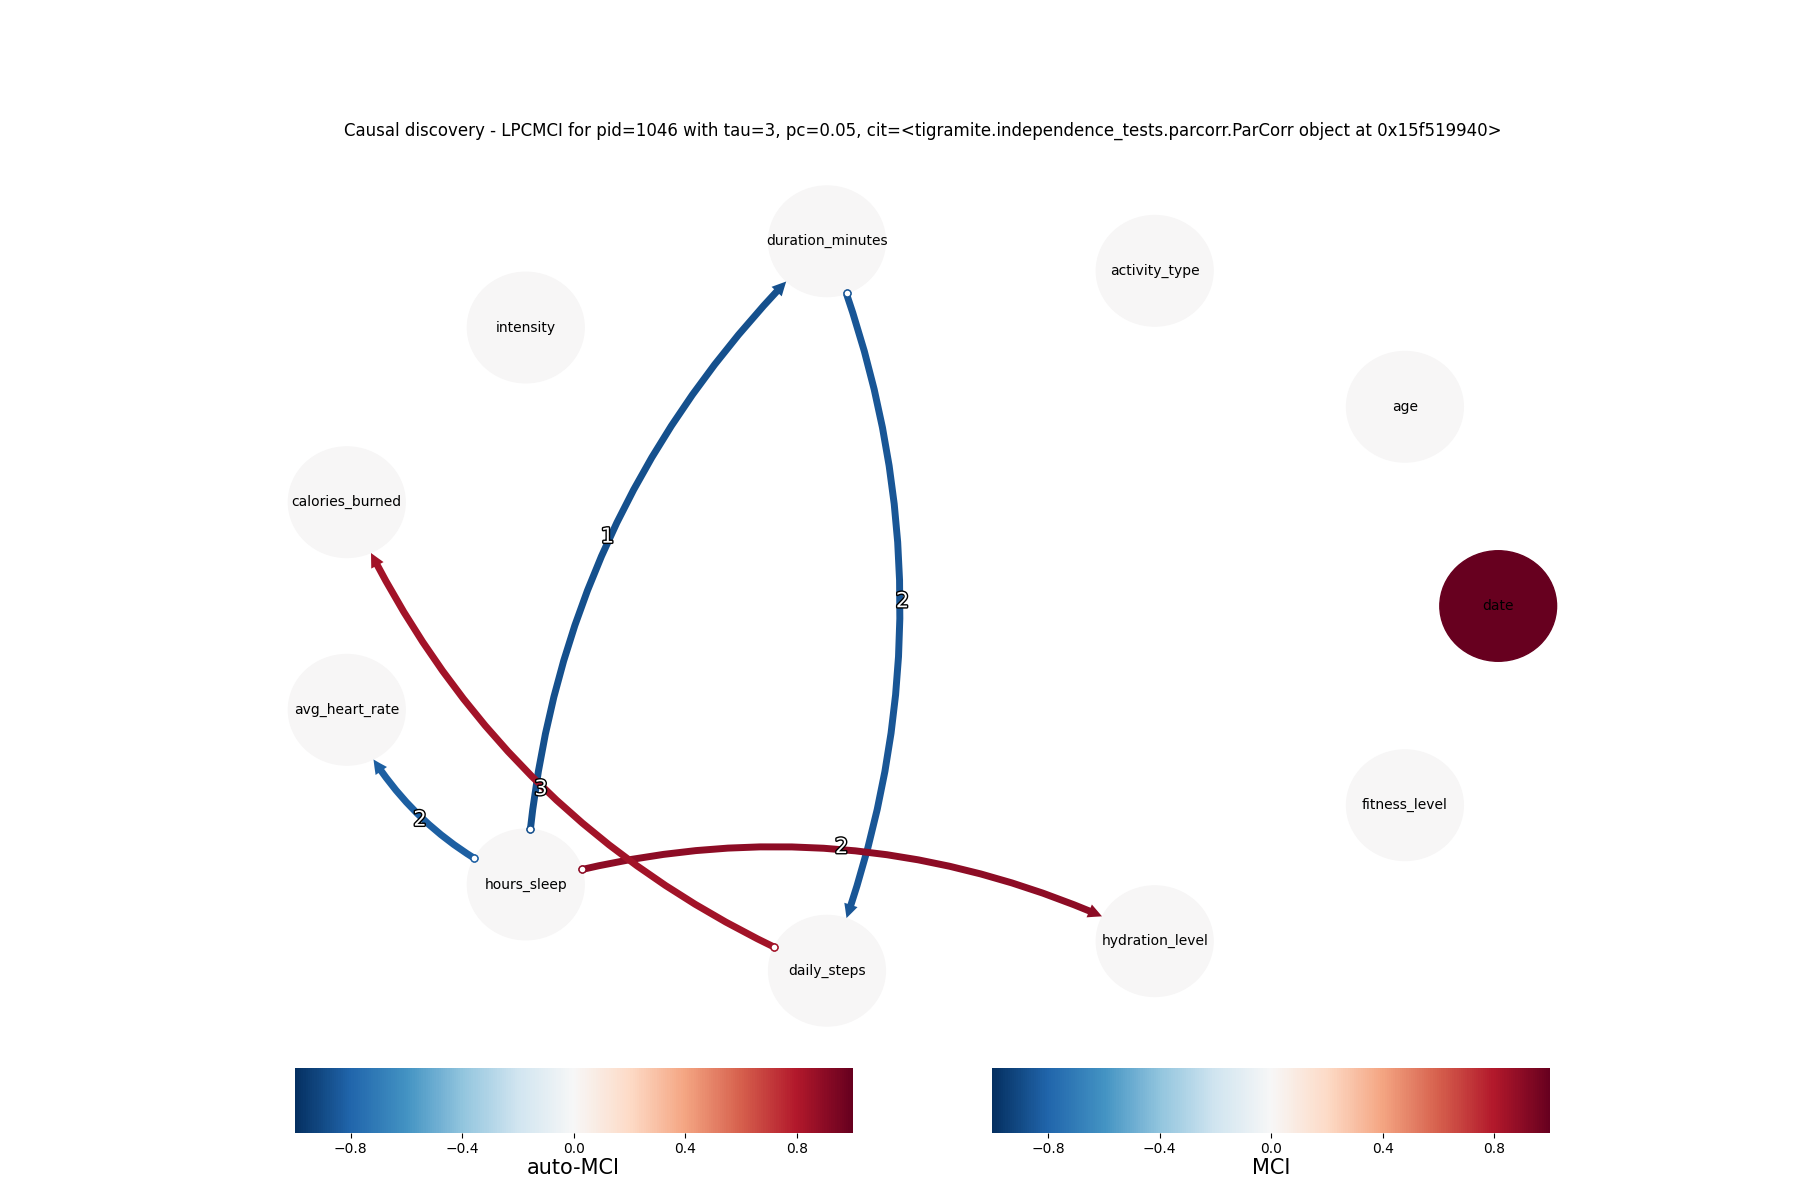 Causal discovery - LPCMCI for pid=1046 with tau=3, pc=0.05, cit=<tigramite.independence_tests.parcorr.ParCorr object at 0x15f519940>
duration_minutes
activity_type
intensity
age
calories_burned
1
2
date
avg_heart_rate
3
2
fitness_level
2
hours_sleep
hydration_level
daily_steps
−0.8 −0.4 0.0 0.4 0.8
auto-MCI
−0.8 −0.4 0.0 0.4 0.8
MCI